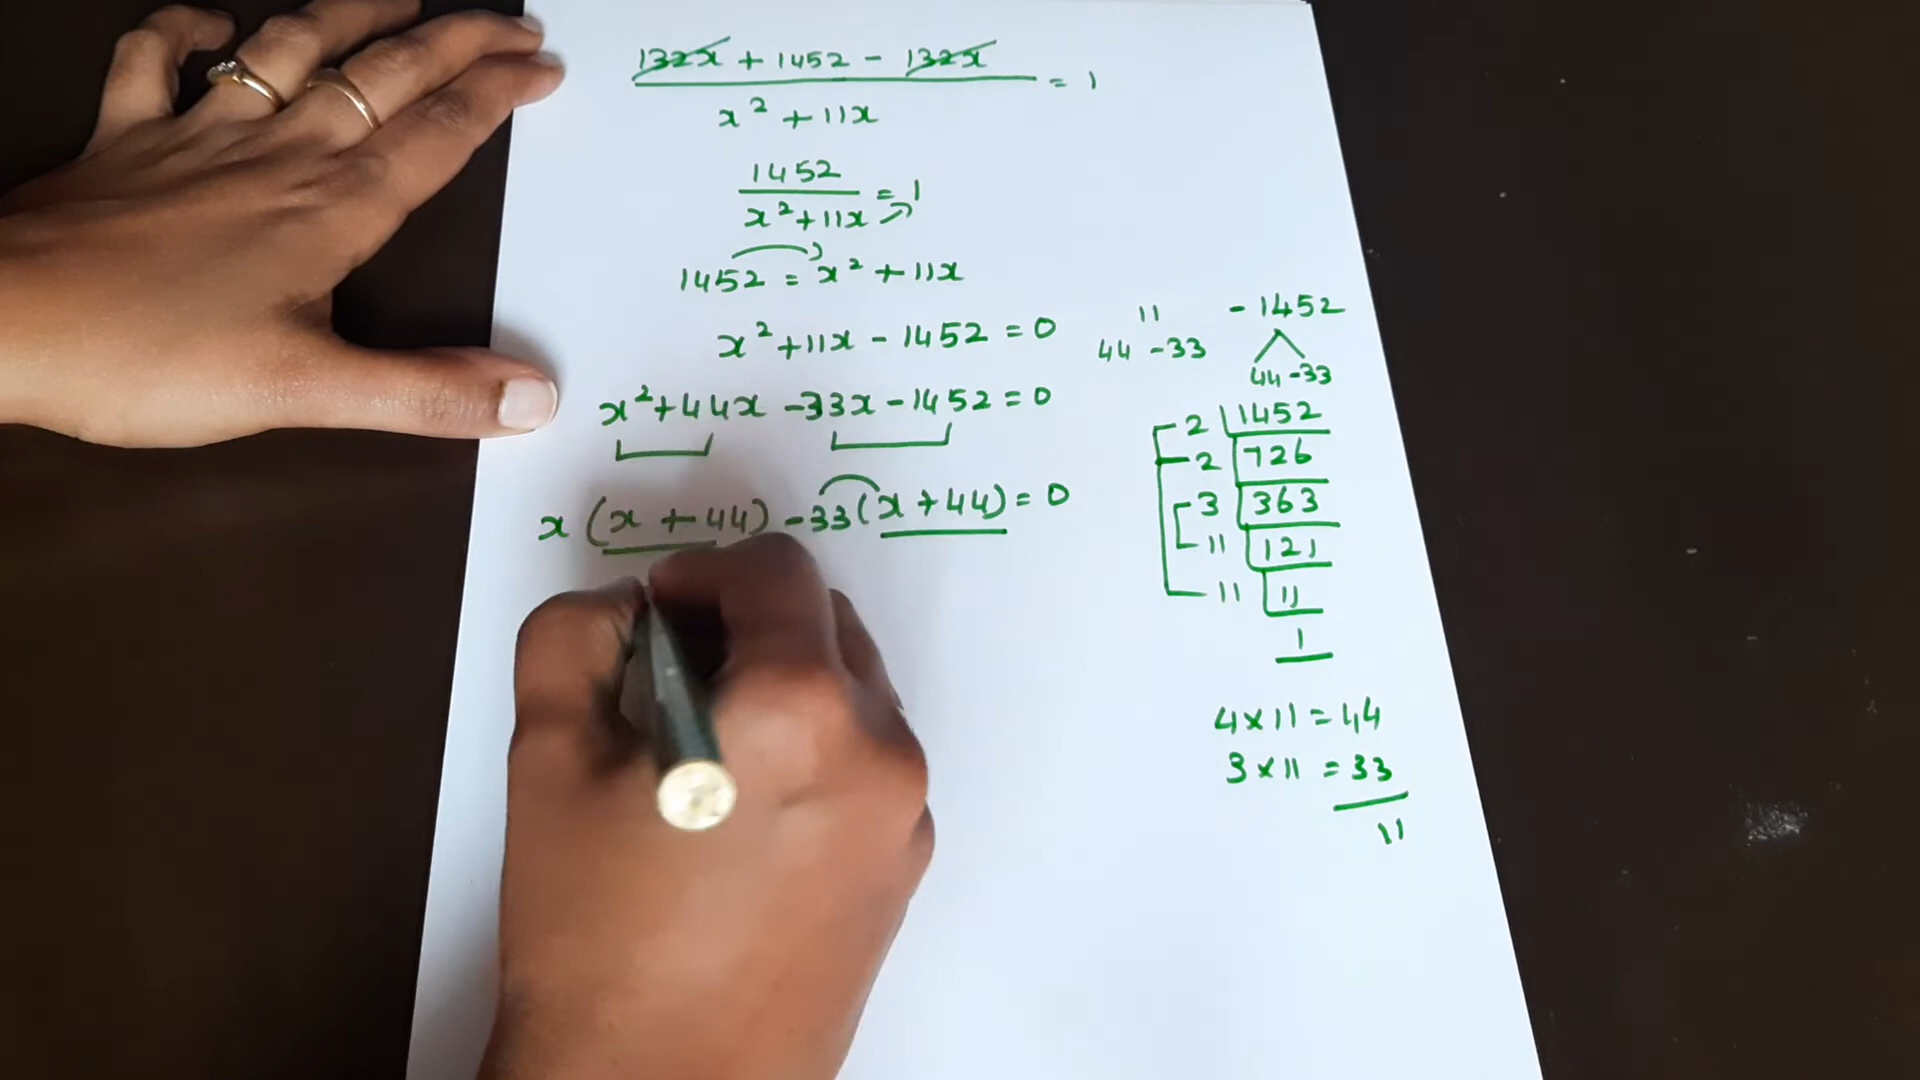 132x + 1452 - 132x
= 1
x² + 11x
1452
= 1
x² + 11x
1452 = x² + 11x
x² + 11x - 1452 = 0
x² + 44x - 33x - 1452 = 0
x (x + 44) - 33 (x + 44) = 0
11 - 1452
44 - 33
44 - 33
2 1452
2 726
3 363
11 121
11 11
1
4 × 11 = 44
3 × 11 = 33
11